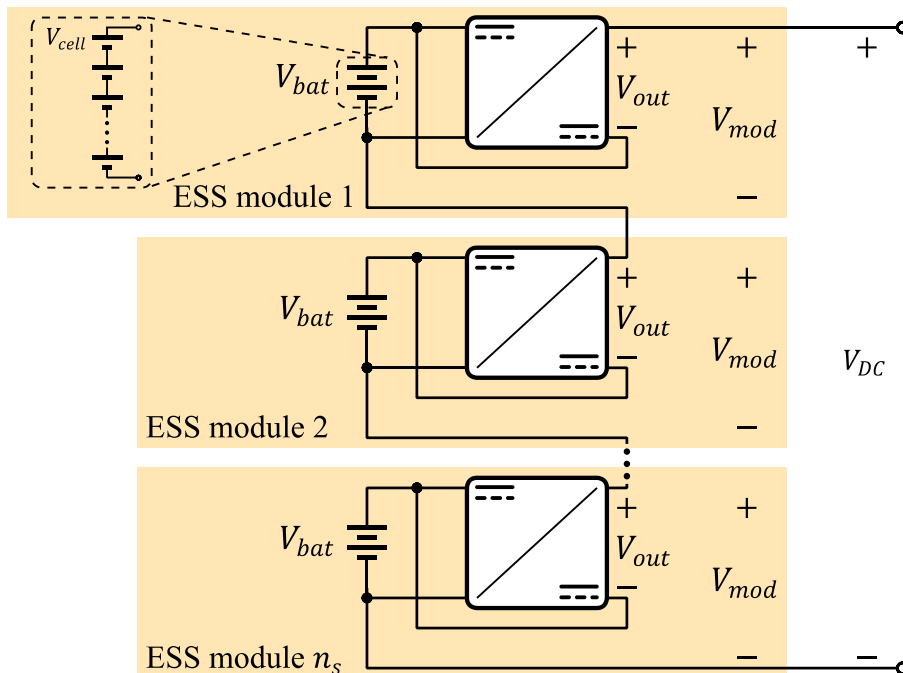 V_cell
V_bat
+ + +
V_out
V_mod
−
−
ESS module 1
+ +
V_bat
V_out
V_mod
V_DC
−
−
ESS module 2
+ +
V_bat
V_out
V_mod
−
− −
ESS module n_s